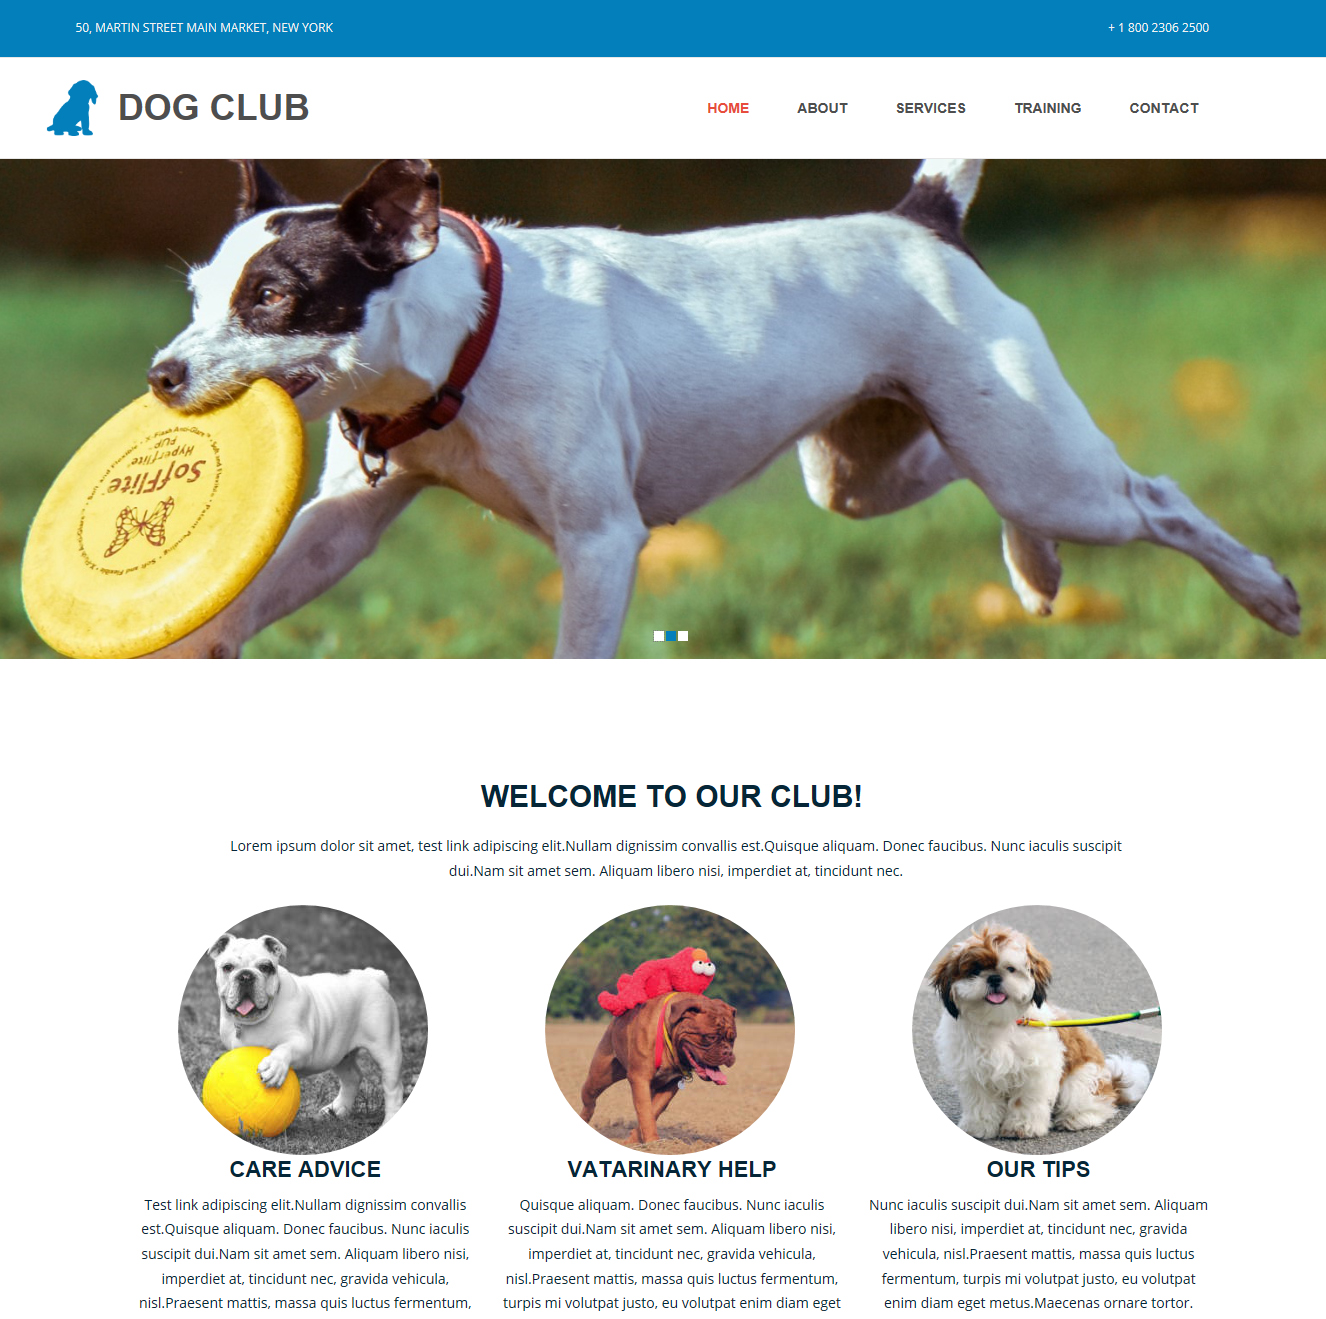 50, MARTIN STREET MAIN MARKET, NEW YORK
+ 1 800 2306 2500
DOG CLUB
HOME
ABOUT
SERVICES
TRAINING
CONTACT
Hyperflite
PUP
SofFlite
WELCOME TO OUR CLUB!
Lorem ipsum dolor sit amet, test link adipiscing elit.Nullam dignissim convallis est.Quisque aliquam. Donec faucibus. Nunc iaculis suscipit
dui.Nam sit amet sem. Aliquam libero nisi, imperdiet at, tincidunt nec.
CARE ADVICE
Test link adipiscing elit.Nullam dignissim convallis
est.Quisque aliquam. Donec faucibus. Nunc iaculis
suscipit dui.Nam sit amet sem. Aliquam libero nisi,
imperdiet at, tincidunt nec, gravida vehicula,
nisl.Praesent mattis, massa quis luctus fermentum,
VATARINARY HELP
Quisque aliquam. Donec faucibus. Nunc iaculis
suscipit dui.Nam sit amet sem. Aliquam libero nisi,
imperdiet at, tincidunt nec, gravida vehicula,
nisl.Praesent mattis, massa quis luctus fermentum,
turpis mi volutpat justo, eu volutpat enim diam eget
OUR TIPS
Nunc iaculis suscipit dui.Nam sit amet sem. Aliquam
libero nisi, imperdiet at, tincidunt nec, gravida
vehicula, nisl.Praesent mattis, massa quis luctus
fermentum, turpis mi volutpat justo, eu volutpat
enim diam eget metus.Maecenas ornare tortor.